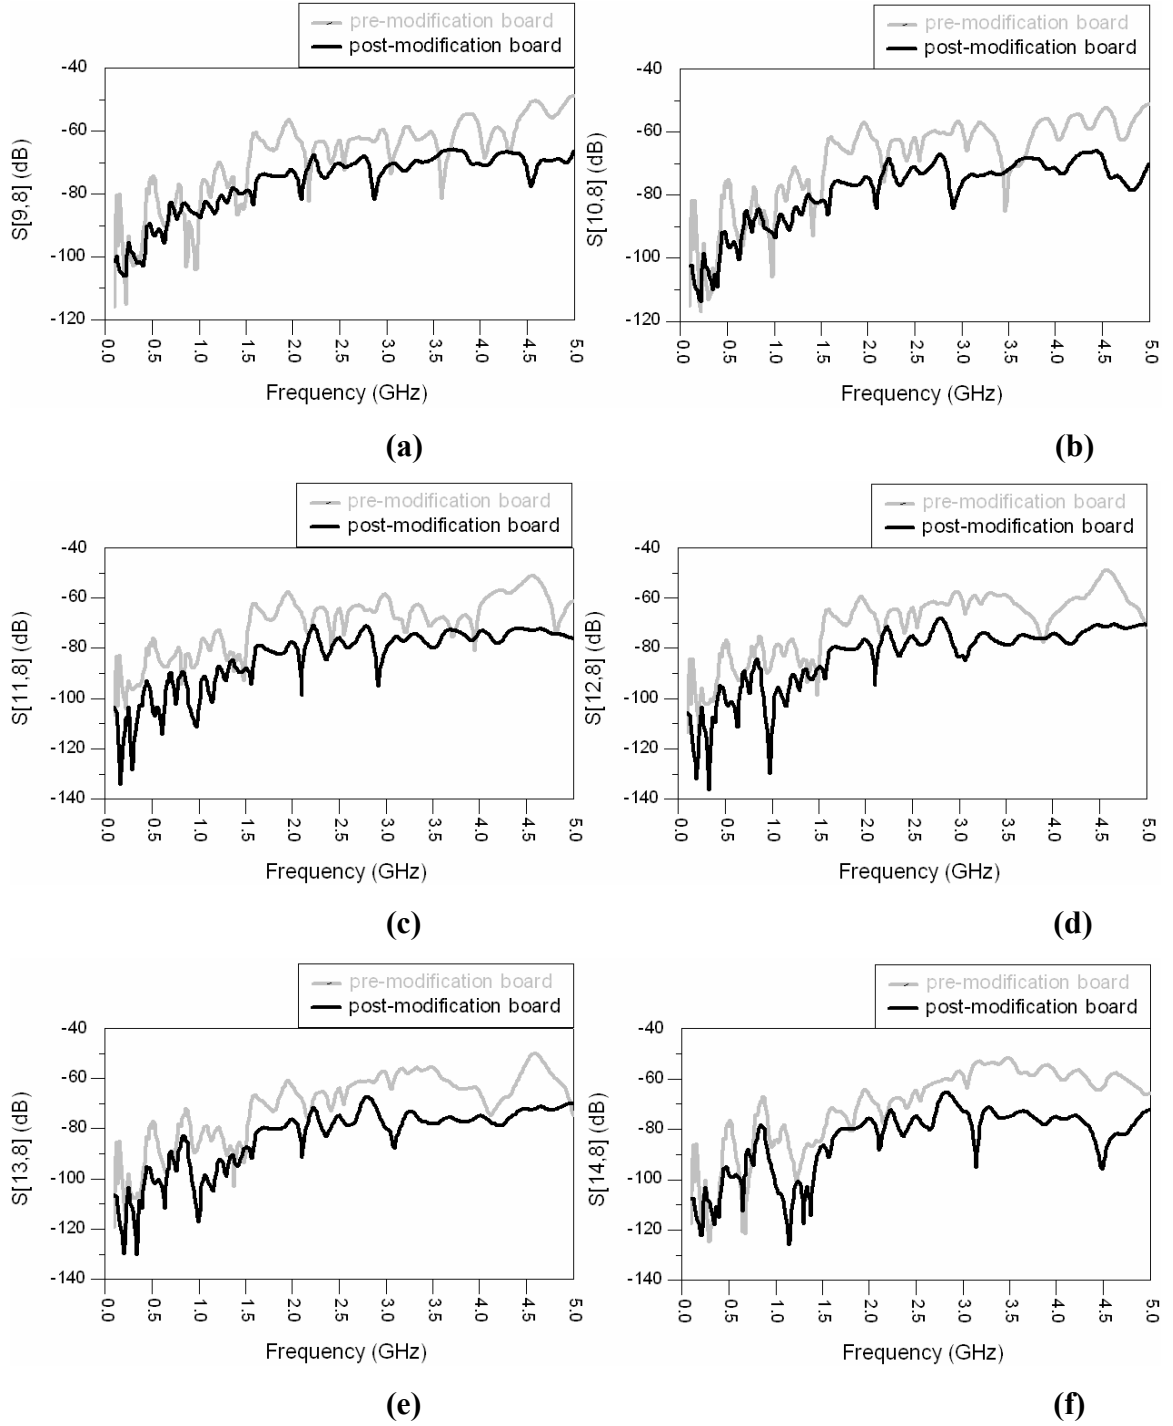 pre-modification board
post-modification board
-40
-60
-80
-100
-120
S[9,8] (dB)
0.0 0.5 1.0 1.5 2.0 2.5 3.0 3.5 4.0 4.5 5.0
Frequency (GHz)
(a)
pre-modification board
post-modification board
-40
-60
-80
-100
-120
S[10,8] (dB)
0.0 0.5 1.0 1.5 2.0 2.5 3.0 3.5 4.0 4.5 5.0
Frequency (GHz)
(b)
pre-modification board
post-modification board
-40
-60
-80
-100
-120
-140
S[11,8] (dB)
0.0 0.5 1.0 1.5 2.0 2.5 3.0 3.5 4.0 4.5 5.0
Frequency (GHz)
(c)
pre-modification board
post-modification board
-40
-60
-80
-100
-120
-140
S[12,8] (dB)
0.0 0.5 1.0 1.5 2.0 2.5 3.0 3.5 4.0 4.5 5.0
Frequency (GHz)
(d)
pre-modification board
post-modification board
-40
-60
-80
-100
-120
-140
S[13,8] (dB)
0.0 0.5 1.0 1.5 2.0 2.5 3.0 3.5 4.0 4.5 5.0
Frequency (GHz)
(e)
pre-modification board
post-modification board
-40
-60
-80
-100
-120
-140
S[14,8] (dB)
0.0 0.5 1.0 1.5 2.0 2.5 3.0 3.5 4.0 4.5 5.0
Frequency (GHz)
(f)